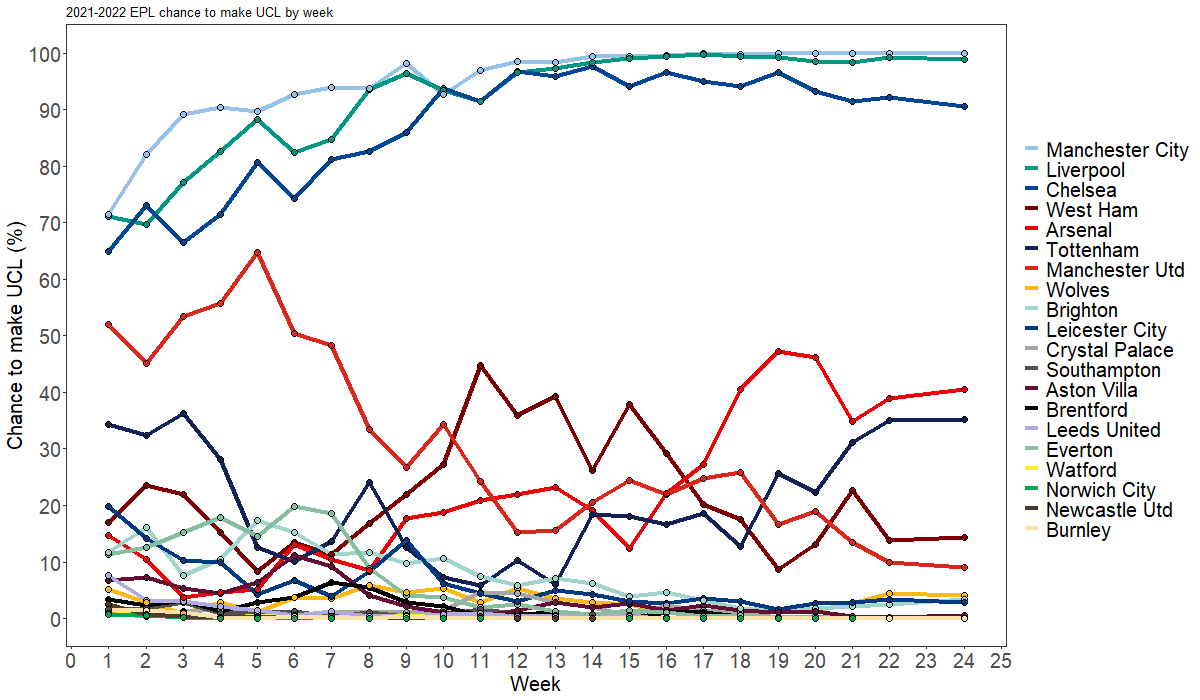 2021-2022 EPL chance to make UCL by week
Chance to make UCL (%)
100
90
80
70
60
50
40
30
20
10
0
0 1 2 3 4 5 6 7 8 9 10 11 12 13 14 15 16 17 18 19 20 21 22 23 24 25
Week
Manchester City
Liverpool
Chelsea
West Ham
Arsenal
Tottenham
Manchester Utd
Wolves
Brighton
Leicester City
Crystal Palace
Southampton
Aston Villa
Brentford
Leeds United
Everton
Watford
Norwich City
Newcastle Utd
Burnley